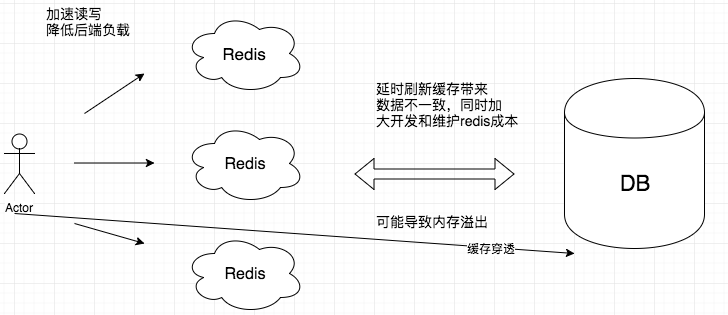 加速读写
降低后端负载
Redis
延时刷新缓存带来
数据不一致，同时加
大开发和维护redis成本
Redis
DB
Actor
可能导致内存溢出
缓存穿透
Redis